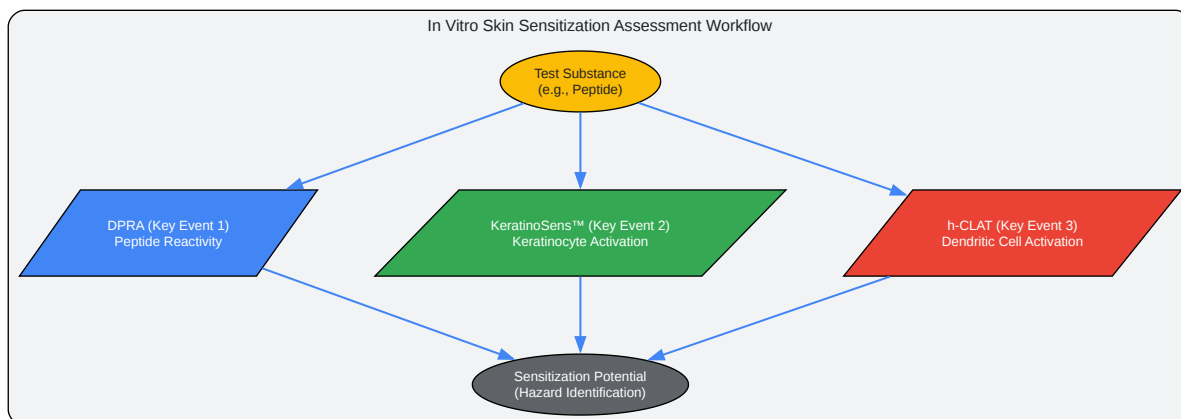 In Vitro Skin Sensitization Assessment Workflow
Test Substance
(e.g., Peptide)
DPRA (Key Event 1)
Peptide Reactivity
KeratinoSens™ (Key Event 2)
Keratinocyte Activation
h-CLAT (Key Event 3)
Dendritic Cell Activation
Sensitization Potential
(Hazard Identification)